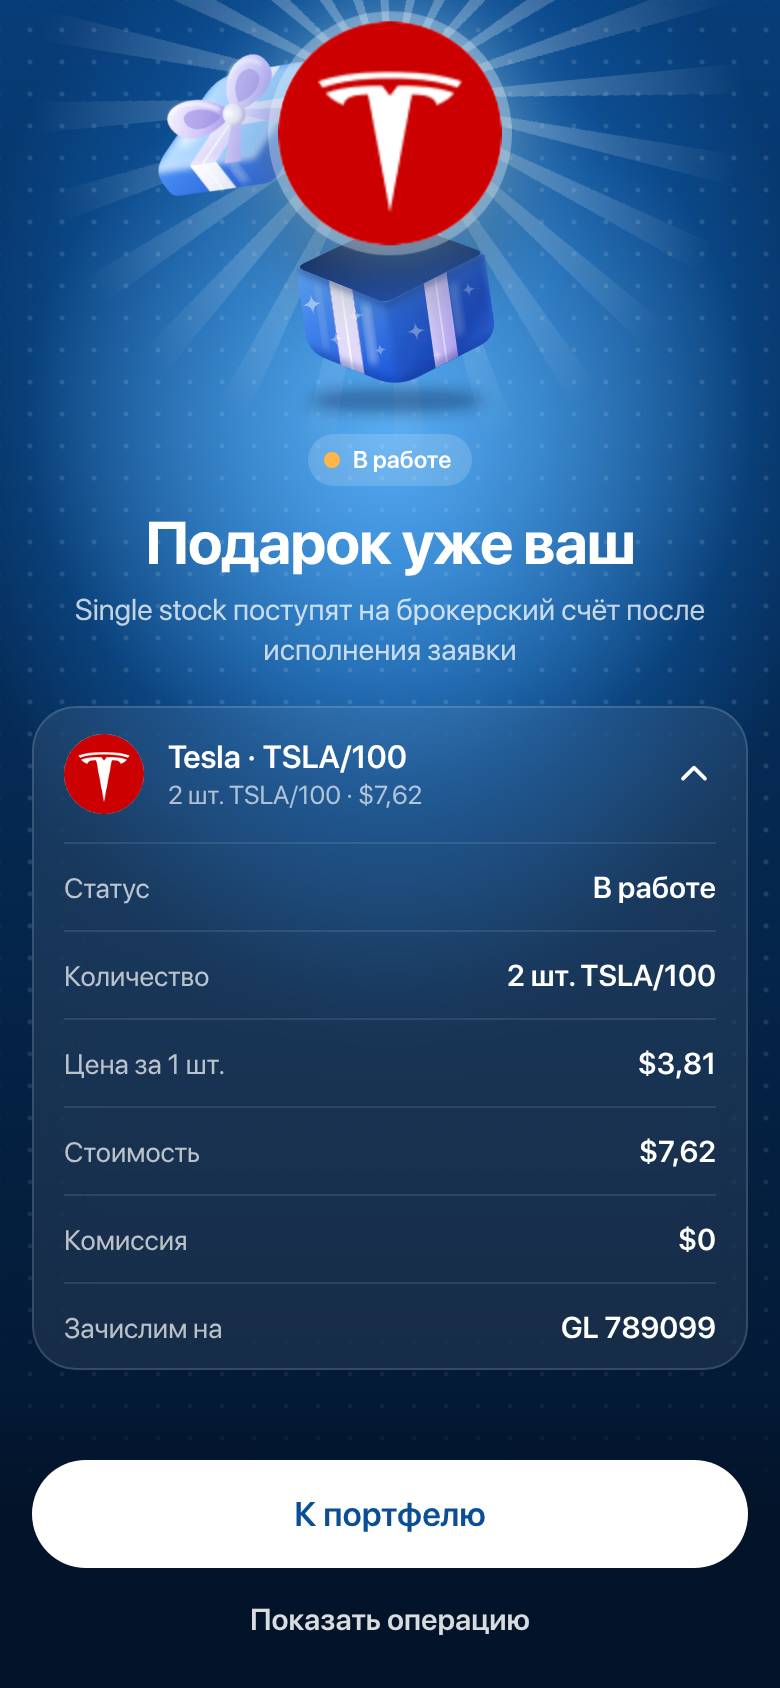 В работе
Подарок уже ваш
Single stock поступят на брокерский счёт после
исполнения заявки
Tesla · TSLA/100
2 шт. TSLA/100 · $7,62
Статус
В работе
Количество
2 шт. TSLA/100
Цена за 1 шт.
$3,81
Стоимость
$7,62
Комиссия
$0
Зачислим на
GL 789099
К портфелю
Показать операцию